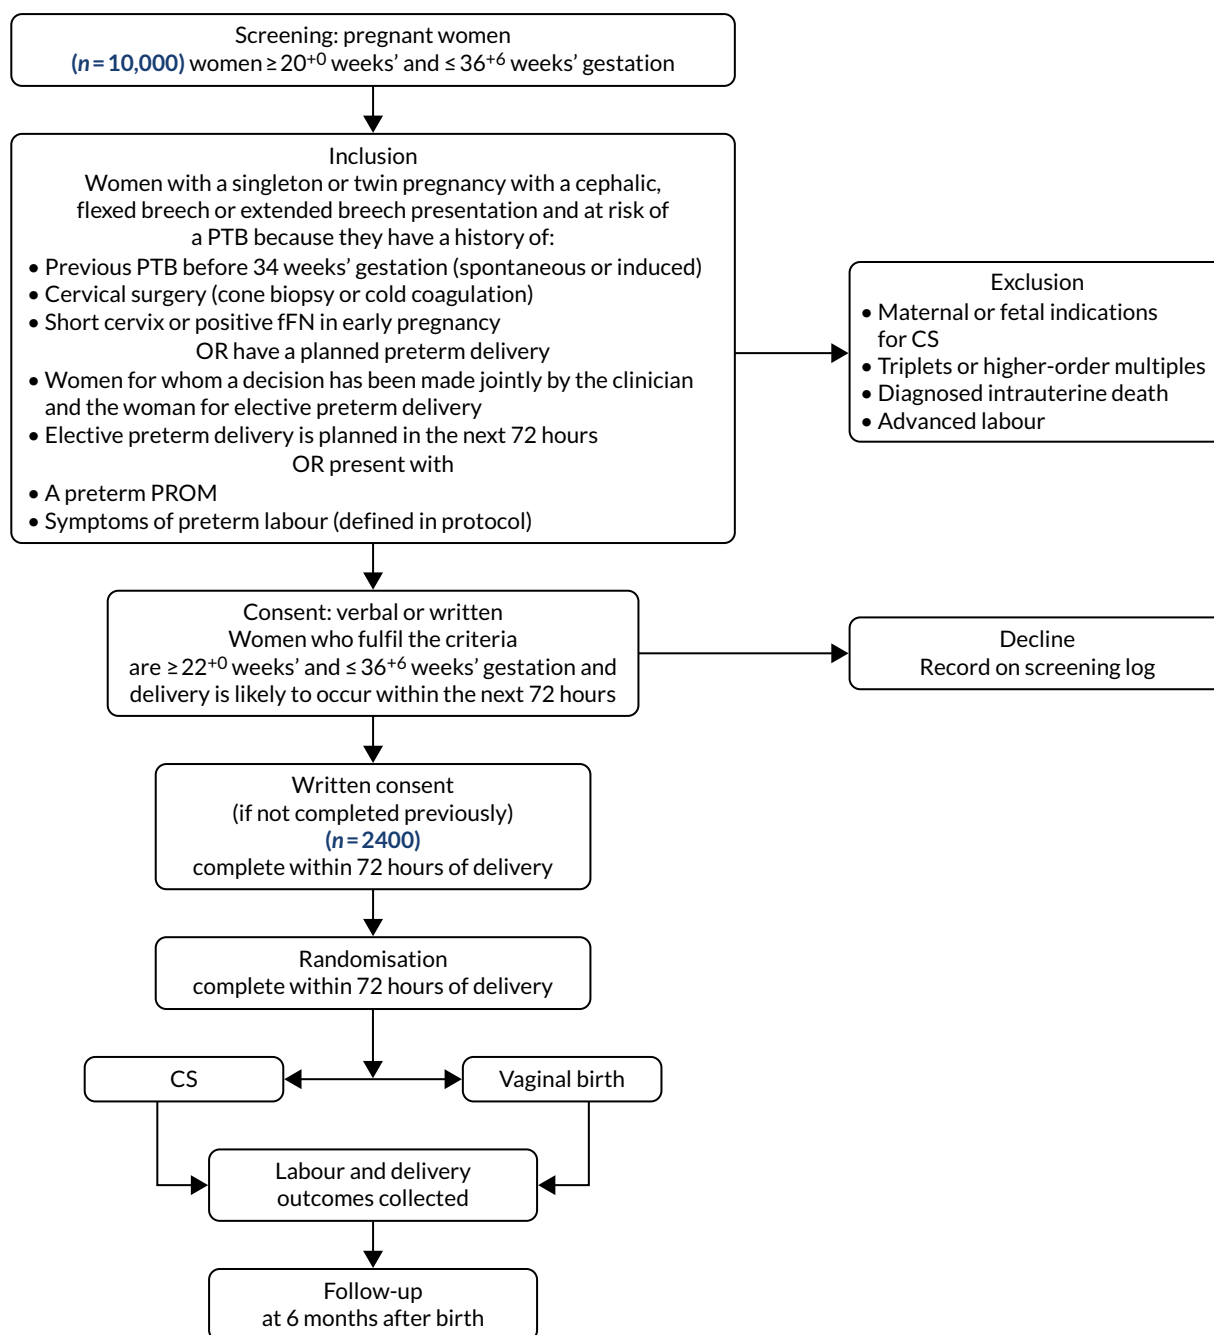 Screening: pregnant women
(n = 10,000) women ≥ 20+0 weeks’ and ≤ 36+6 weeks’ gestation
Inclusion
Women with a singleton or twin pregnancy with a cephalic,
flexed breech or extended breech presentation and at risk of
a PTB because they have a history of:
• Previous PTB before 34 weeks’ gestation (spontaneous or induced)
• Cervical surgery (cone biopsy or cold coagulation)
• Short cervix or positive fFN in early pregnancy
OR have a planned preterm delivery
• Women for whom a decision has been made jointly by the clinician
and the woman for elective preterm delivery
• Elective preterm delivery is planned in the next 72 hours
OR present with
• A preterm PROM
• Symptoms of preterm labour (defined in protocol)
Exclusion
• Maternal or fetal indications
for CS
• Triplets or higher-order multiples
• Diagnosed intrauterine death
• Advanced labour
Consent: verbal or written
Women who fulfil the criteria
are ≥ 22+0 weeks’ and ≤ 36+6 weeks’ gestation and
delivery is likely to occur within the next 72 hours
Decline
Record on screening log
Written consent
(if not completed previously)
(n = 2400)
complete within 72 hours of delivery
Randomisation
complete within 72 hours of delivery
CS
Vaginal birth
Labour and delivery
outcomes collected
Follow-up
at 6 months after birth